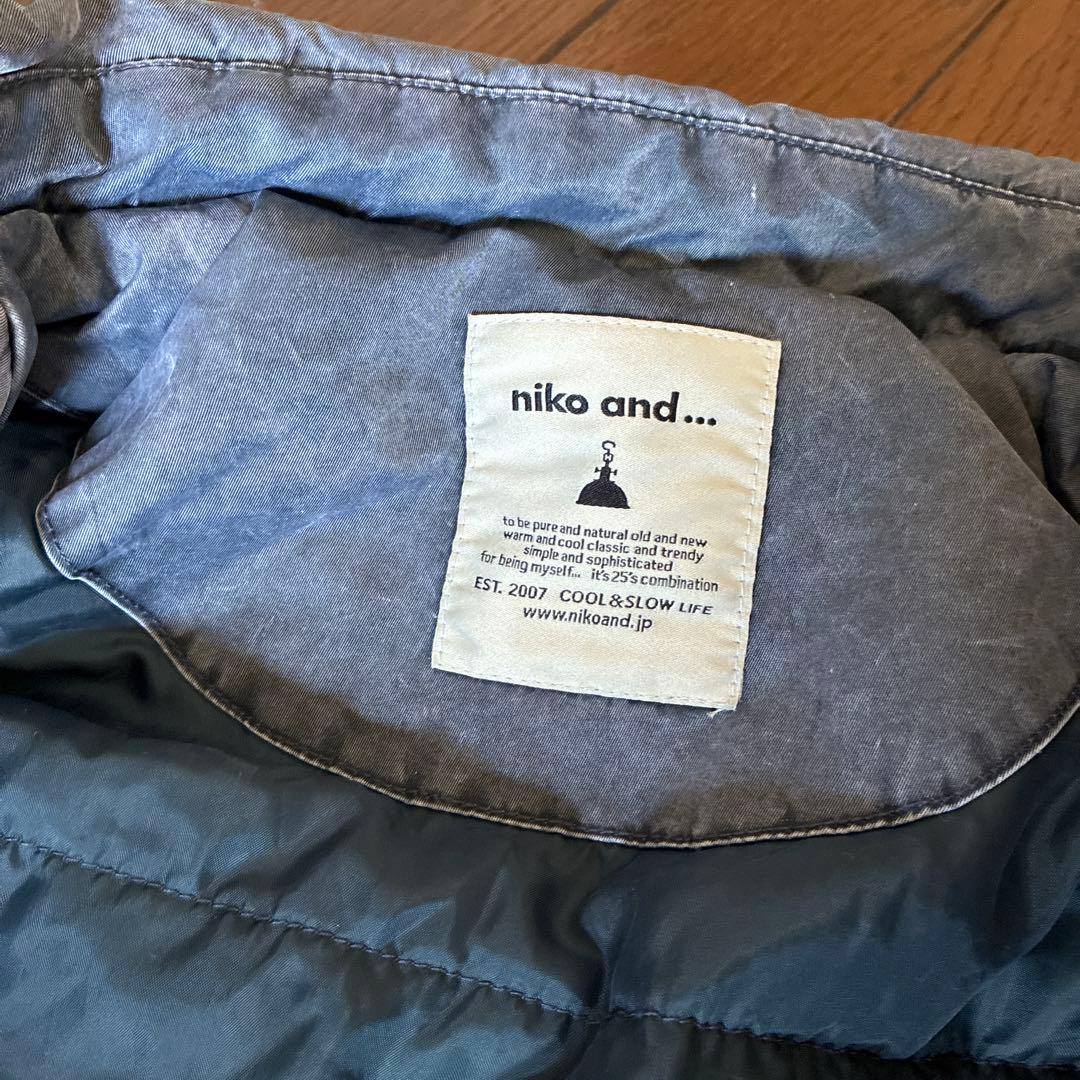 niko and...
to be pure and natural old and new
warm and cool classic and trendy
simple and sophisticated
for being myself... it's 25's combination
EST. 2007 COOL&SLOW LIFE
www.nikoand.jp